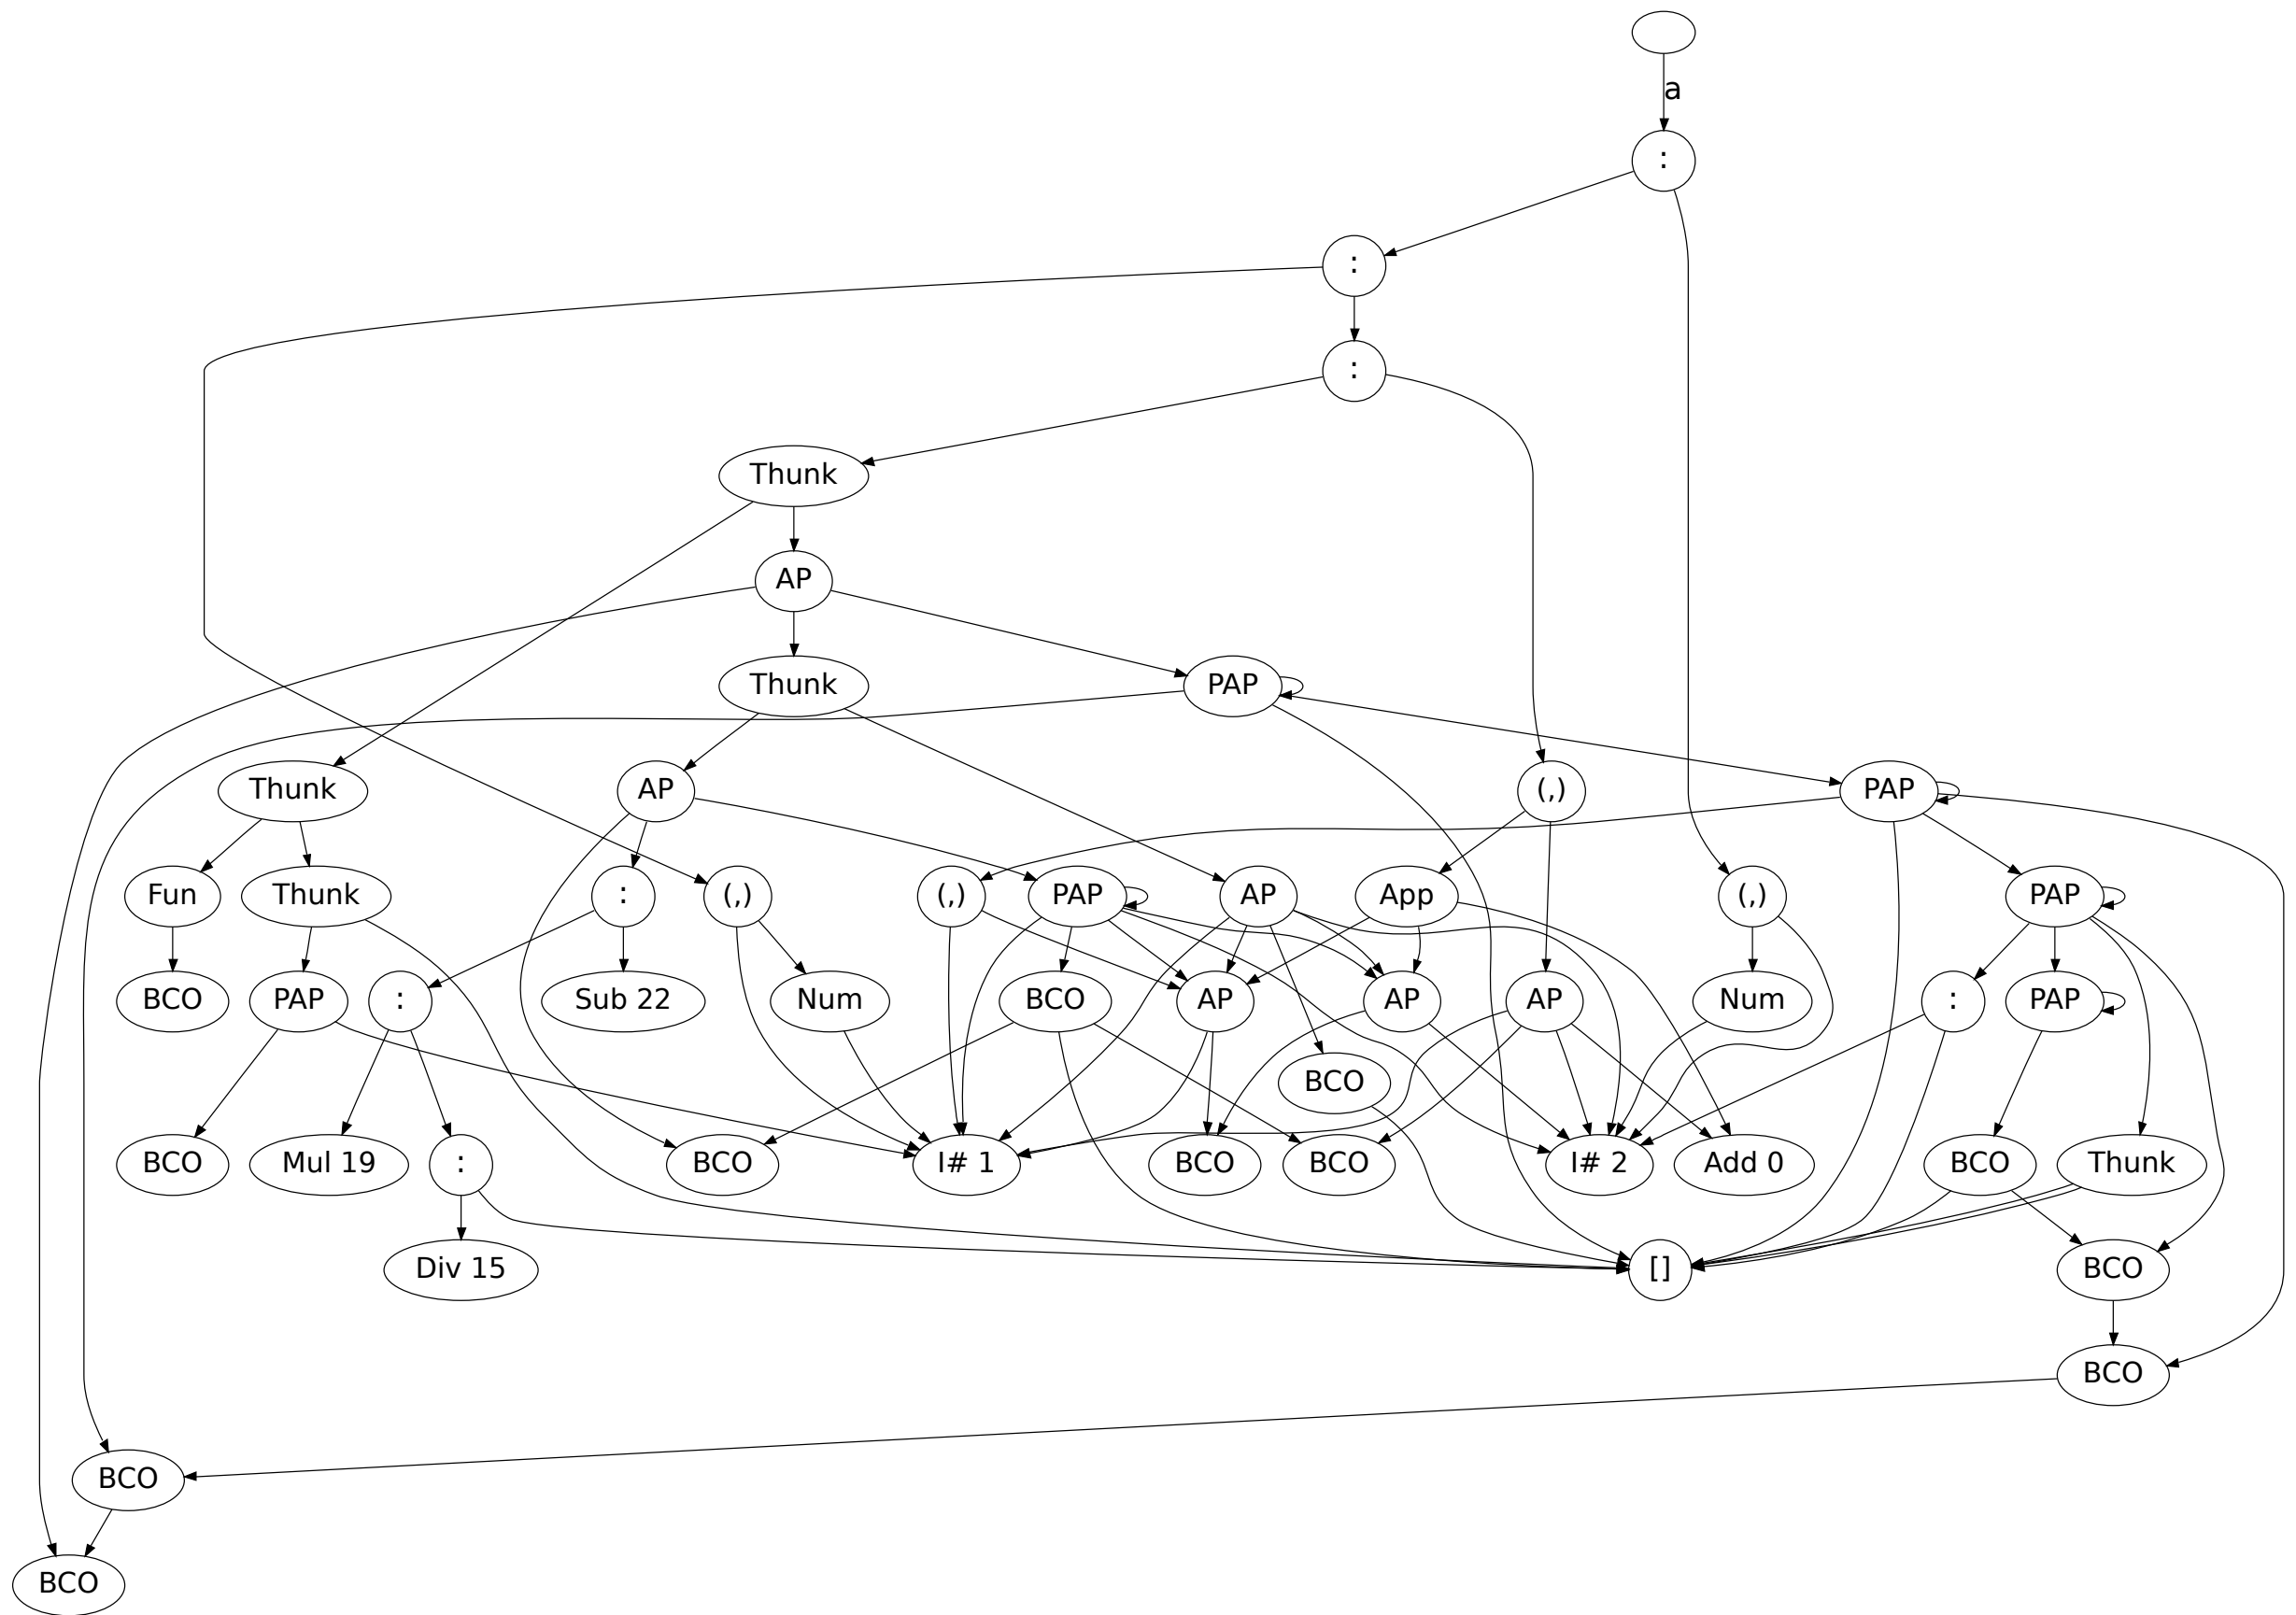 a
:
:
:
Thunk
AP
Thunk
PAP
Thunk
AP
(,)
PAP
Fun
Thunk
:
(,)
(,)
PAP
AP
App
(,)
PAP
BCO
PAP
:
Sub 22
Num
BCO
AP
AP
AP
Num
:
PAP
BCO
BCO
Mul 19
:
BCO
I# 1
BCO
BCO
I# 2
Add 0
BCO
Thunk
Div 15
[]
BCO
BCO
BCO
BCO